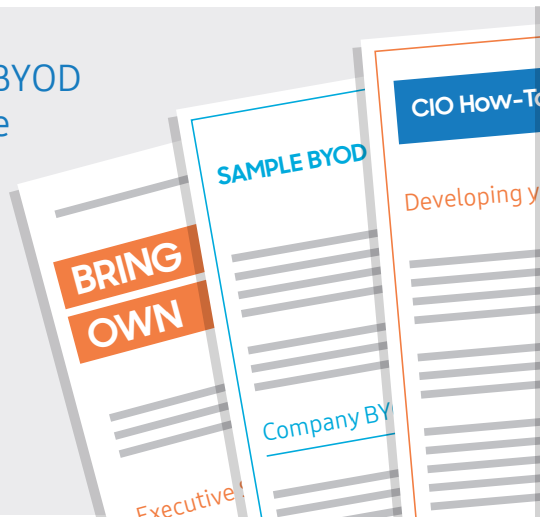 BYOD
e
BRING
OWN
Executive
SAMPLE BYOD
Company BY
CIO How-To
Developing y